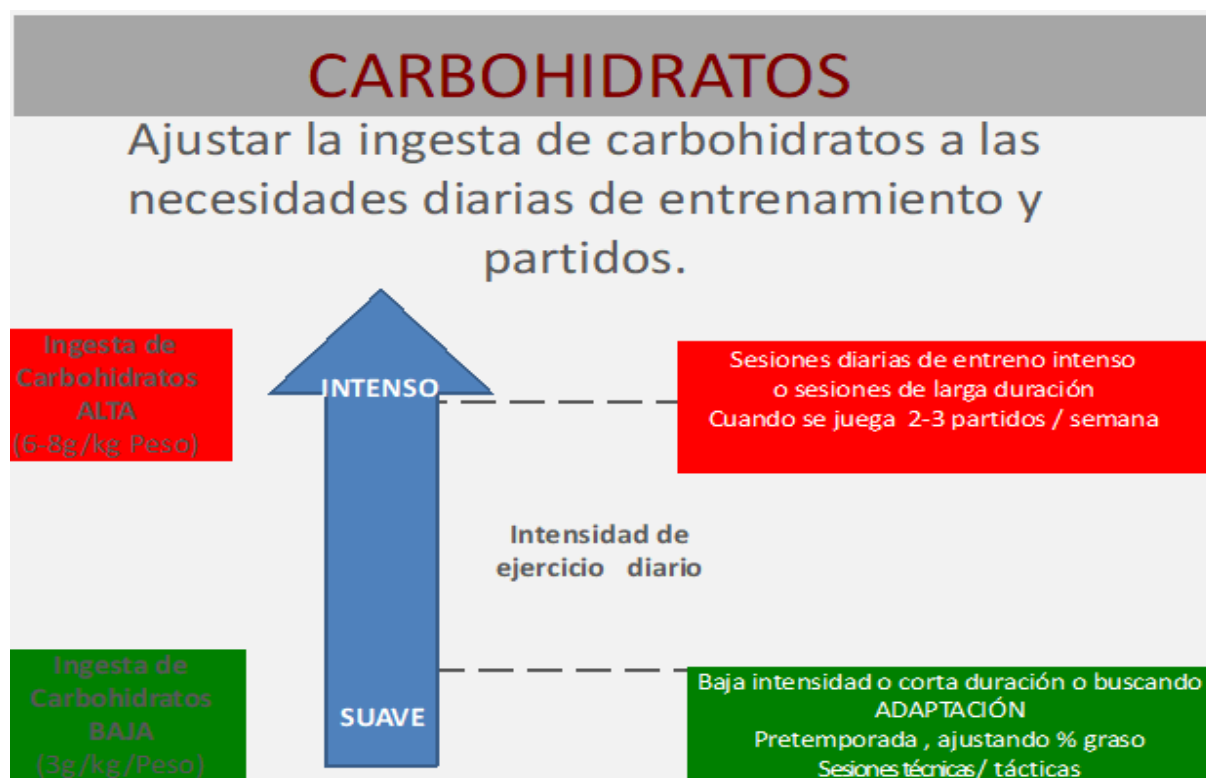 CARBOHIDRATOS
Ajustar la ingesta de carbohidratos a las
necesidades diarias de entrenamiento y
partidos.
Ingesta de
Carbohidratos
ALTA
(6-8g/kg Peso)
INTENSO
Sesiones diarias de entreno intenso
o sesiones de larga duración
Cuando se juega 2-3 partidos / semana
Intensidad de
ejercicio diario
Ingesta de
Carbohidratos
BAJA
(3g/kg/Peso)
SUAVE
Baja intensidad o corta duración o buscando
ADAPTACIÓN
Pretemporada , ajustando % graso
Sesiones técnicas/ tácticas